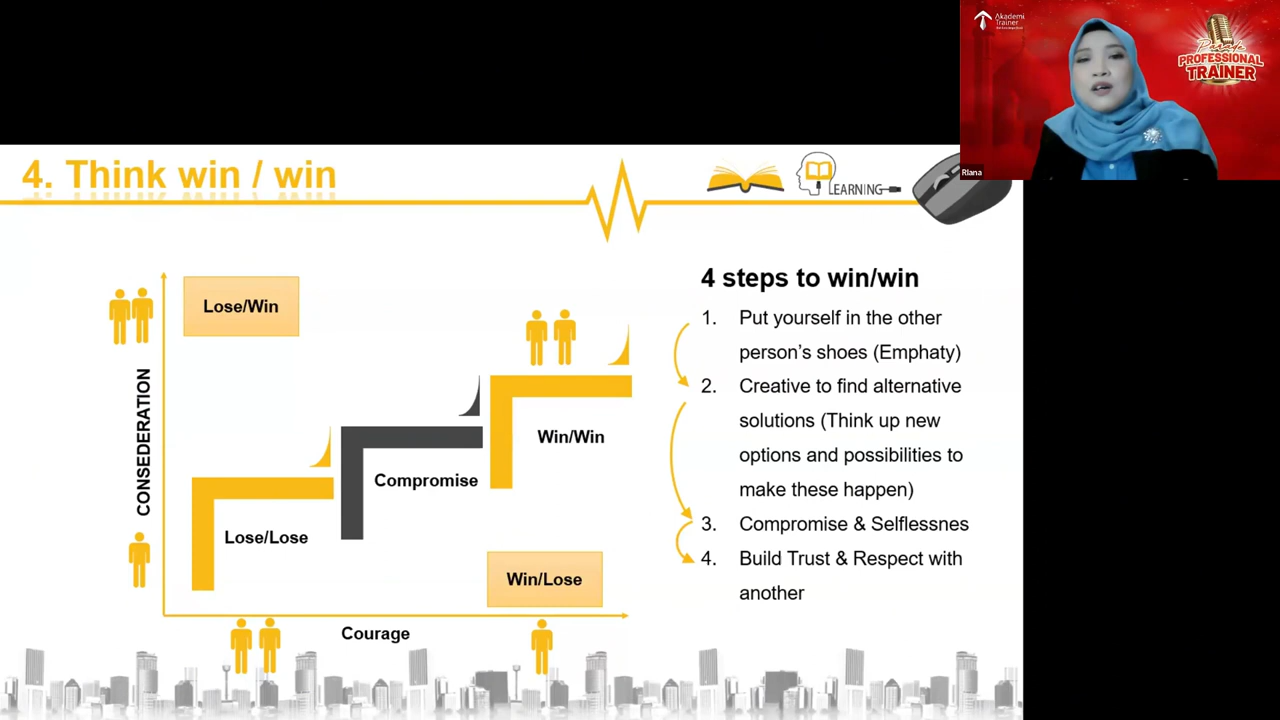 Akademi
Trainer
Pesat
PROFESSIONAL
TRAINER
RIana
4. Think win / win
LEARNING
Lose/Win
CONSEDERATION
Win/Win
Compromise
Lose/Lose
Win/Lose
Courage
4 steps to win/win
1. Put yourself in the other
person’s shoes (Emphaty)
2. Creative to find alternative
solutions (Think up new
options and possibilities to
make these happen)
3. Compromise & Selflessnes
4. Build Trust & Respect with
another